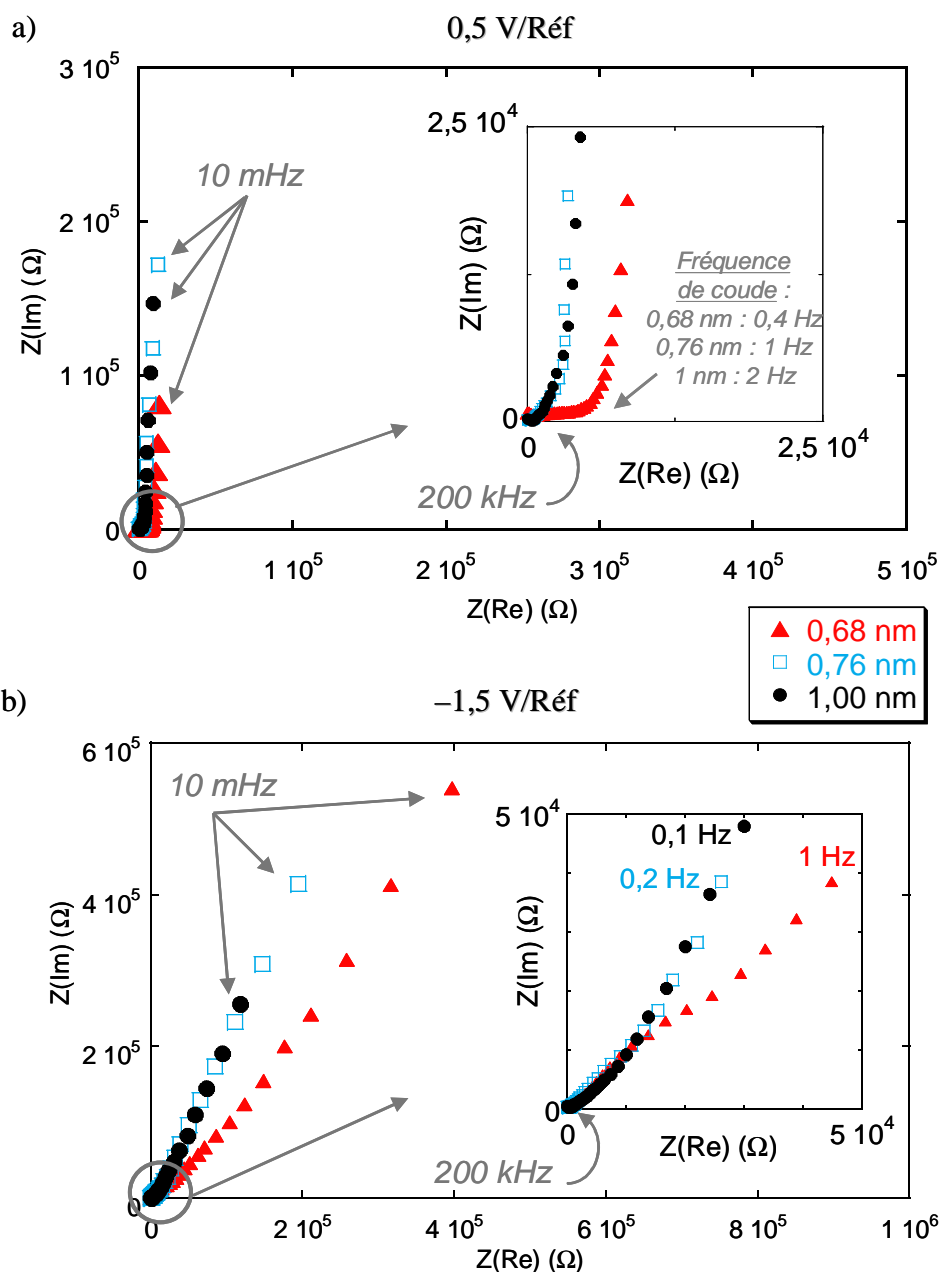 a)
0,5 V/Réf
3 10^5
2 10^5
1 10^5
0
Z(Im) (Ω)
10 mHz
2,5 10^4
Z(Im) (Ω)
0
Fréquence
de coude :
0,68 nm : 0,4 Hz
0,76 nm : 1 Hz
1 nm : 2 Hz
0
2,5 10^4
Z(Re) (Ω)
200 kHz
0
1 10^5
2 10^5
3 10^5
4 10^5
5 10^5
Z(Re) (Ω)
0,68 nm
0,76 nm
1,00 nm
b)
–1,5 V/Réf
6 10^5
4 10^5
2 10^5
0
Z(Im) (Ω)
10 mHz
5 10^4
Z(Im) (Ω)
0
0,1 Hz
0,2 Hz
1 Hz
0
5 10^4
Z(Re) (Ω)
200 kHz
0
2 10^5
4 10^5
6 10^5
8 10^5
1 10^6
Z(Re) (Ω)